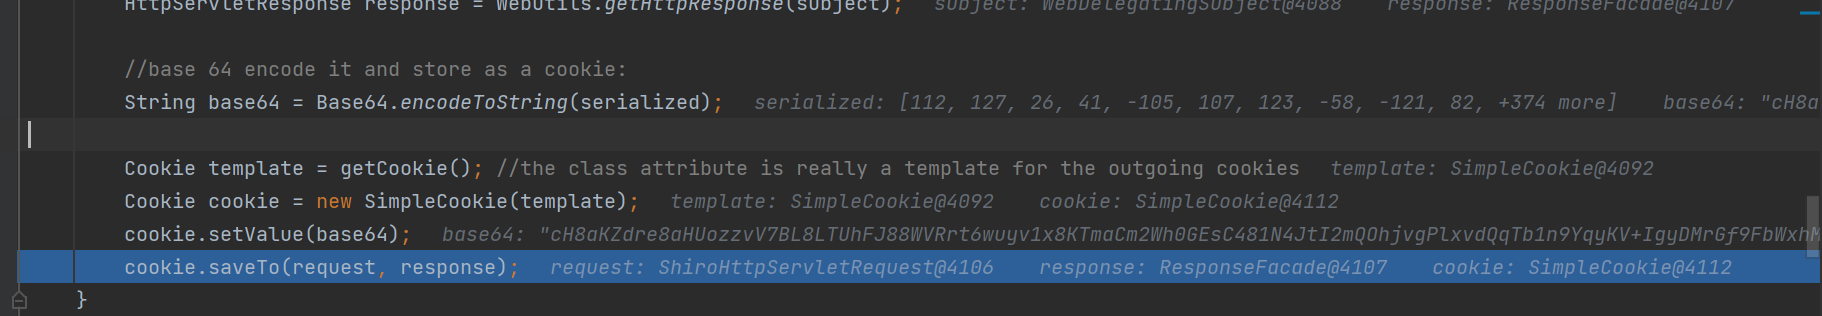 HttpServletResponse response = WebUtils.getHttpResponse(subject); subject: WebDelegatingSubject@4088 response: ResponseFacade@4107
//base 64 encode it and store as a cookie:
String base64 = Base64.encodeToString(serialized); serialized: [112, 127, 26, 41, -105, 107, 123, -58, -121, 82, +374 more] base64: "cH8a
Cookie template = getCookie(); //the class attribute is really a template for the outgoing cookies template: SimpleCookie@4092
Cookie cookie = new SimpleCookie(template); template: SimpleCookie@4092 cookie: SimpleCookie@4112
cookie.setValue(base64); base64: "cH8aKZdre8aHUozzvV7BL8LTUhFJ88WVRrt6wuyv1x8KTmaCm2Wh0GEsC481N4JtI2mQOhjvgPlxvdQqTb1n9YqyKV+IgyDMrGf9FbWxhM
cookie.saveTo(request, response); request: ShiroHttpServletRequest@4106 response: ResponseFacade@4107 cookie: SimpleCookie@4112
}